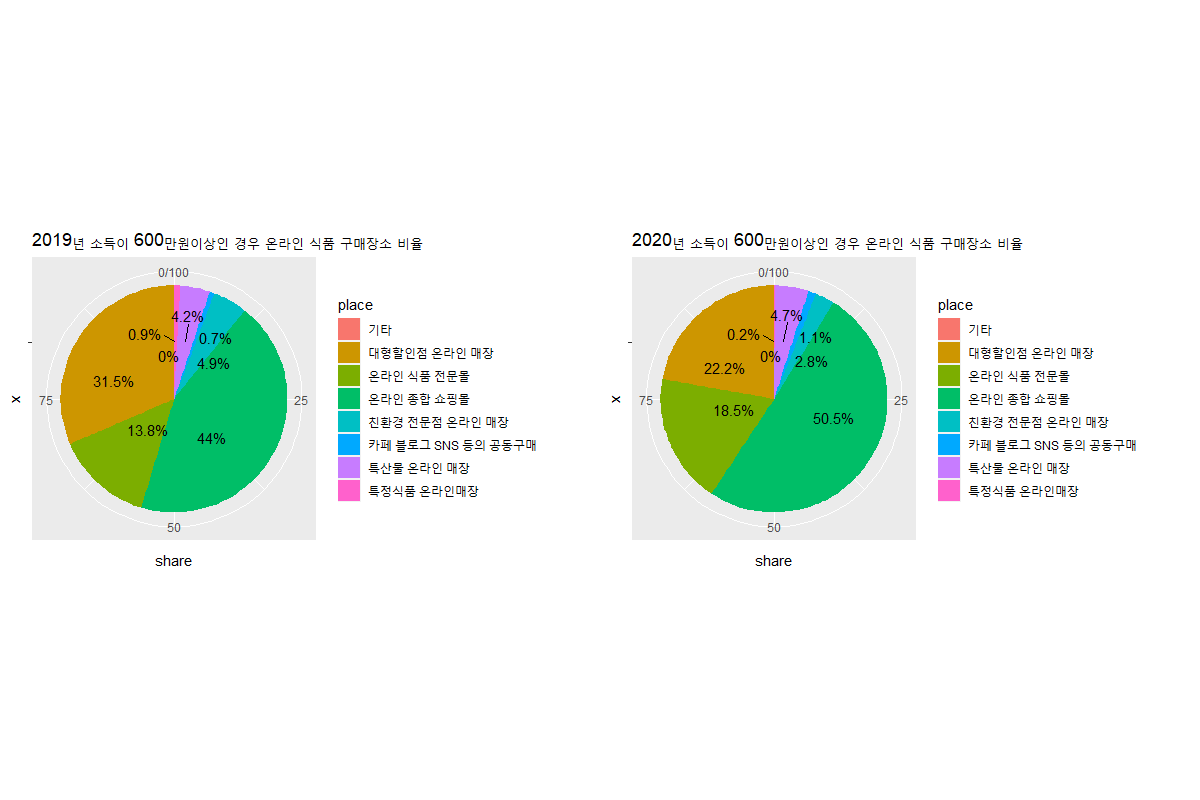 2019년 소득이 600만원이상인 경우 온라인 식품 구매장소 비율
0/100
4.2%
0.9%
0.7%
0%
4.9%
31.5%
75
25
13.8%
44%
50
x
share
place
기타
대형할인점 온라인 매장
온라인 식품 전문몰
온라인 종합 쇼핑몰
친환경 전문점 온라인 매장
카페 블로그 SNS 등의 공동구매
특산물 온라인 매장
특정식품 온라인매장
2020년 소득이 600만원이상인 경우 온라인 식품 구매장소 비율
0/100
4.7%
0.2%
1.1%
0%
2.8%
22.2%
75
25
18.5%
50.5%
50
x
share
place
기타
대형할인점 온라인 매장
온라인 식품 전문몰
온라인 종합 쇼핑몰
친환경 전문점 온라인 매장
카페 블로그 SNS 등의 공동구매
특산물 온라인 매장
특정식품 온라인매장